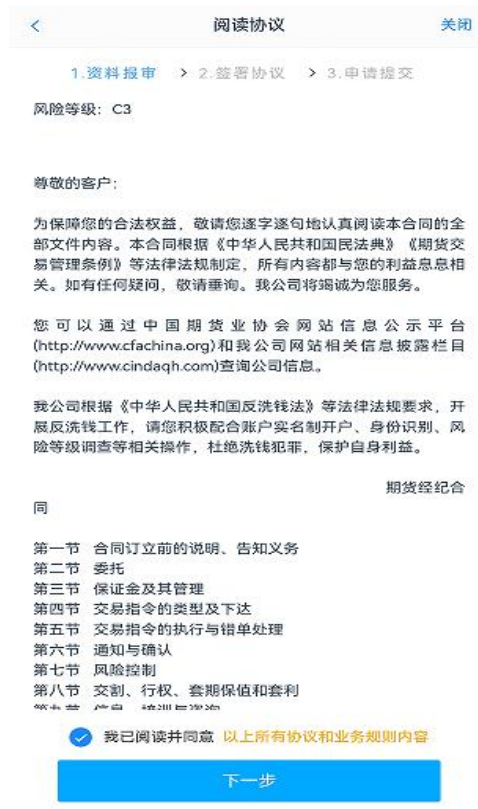 阅读协议
关闭
1.资料报审 > 2.签署协议 > 3.申请提交
风险等级：C3
尊敬的客户：
为保障您的合法权益，敬请您逐字逐句地认真阅读本合同的全
部文件内容。本合同根据《中华人民共和国民法典》《期货交
易管理条例》等法律法规制定，所有内容都与您的利益息息相
关。如有任何疑问，敬请垂询。我公司将竭诚为您服务。
您可以通过中国期货业协会网站信息公示平台
(http://www.cfachina.org)和我公司网站相关信息披露栏目
(http://www.cindaqh.com)查询公司信息。
我公司根据《中华人民共和国反洗钱法》等法律法规要求，开
展反洗钱工作，请您积极配合账户实名制开户、身份识别、风
险等级调查等相关操作，杜绝洗钱犯罪，保护自身利益。
期货经纪合
同
第一节 合同订立前的说明、告知义务
第二节 委托
第三节 保证金及其管理
第四节 交易指令的类型及下达
第五节 交易指令的执行与错单处理
第六节 通知与确认
第七节 风险控制
第八节 交割、行权、套期保值和套利
第九节 信息、培训与咨询
我已阅读并同意 以上所有协议和业务规则内容
下一步